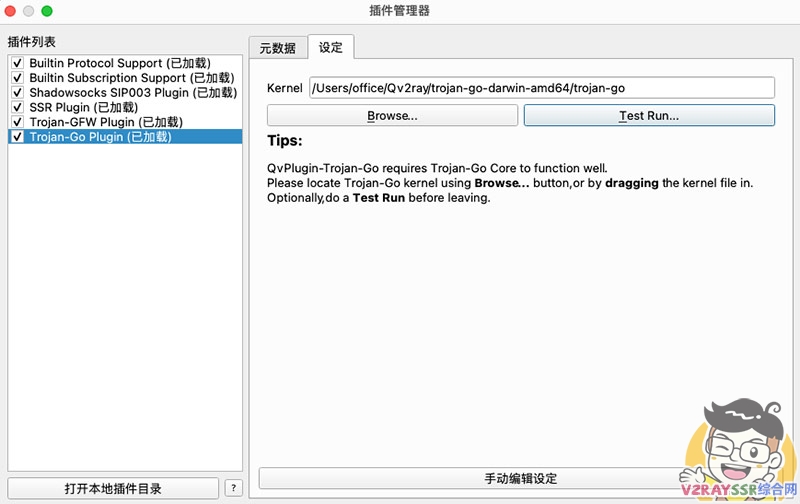 插件管理器
插件列表
Builtin Protocol Support (已加载)
Builtin Subscription Support (已加载)
Shadowsocks SIP003 Plugin (已加载)
SSR Plugin (已加载)
Trojan-GFW Plugin (已加载)
Trojan-Go Plugin (已加载)
打开本地插件目录
?
元数据
设定
Kernel /Users/office/Qv2ray/trojan-go-darwin-amd64/trojan-go
Browse... Test Run...
Tips:
QvPlugin-Trojan-Go requires Trojan-Go Core to function well.
Please locate Trojan-Go kernel using Browse... button,or by dragging the kernel file in.
Optionally,do a Test Run before leaving.
手动编辑设定
V2RAYSSR综合网